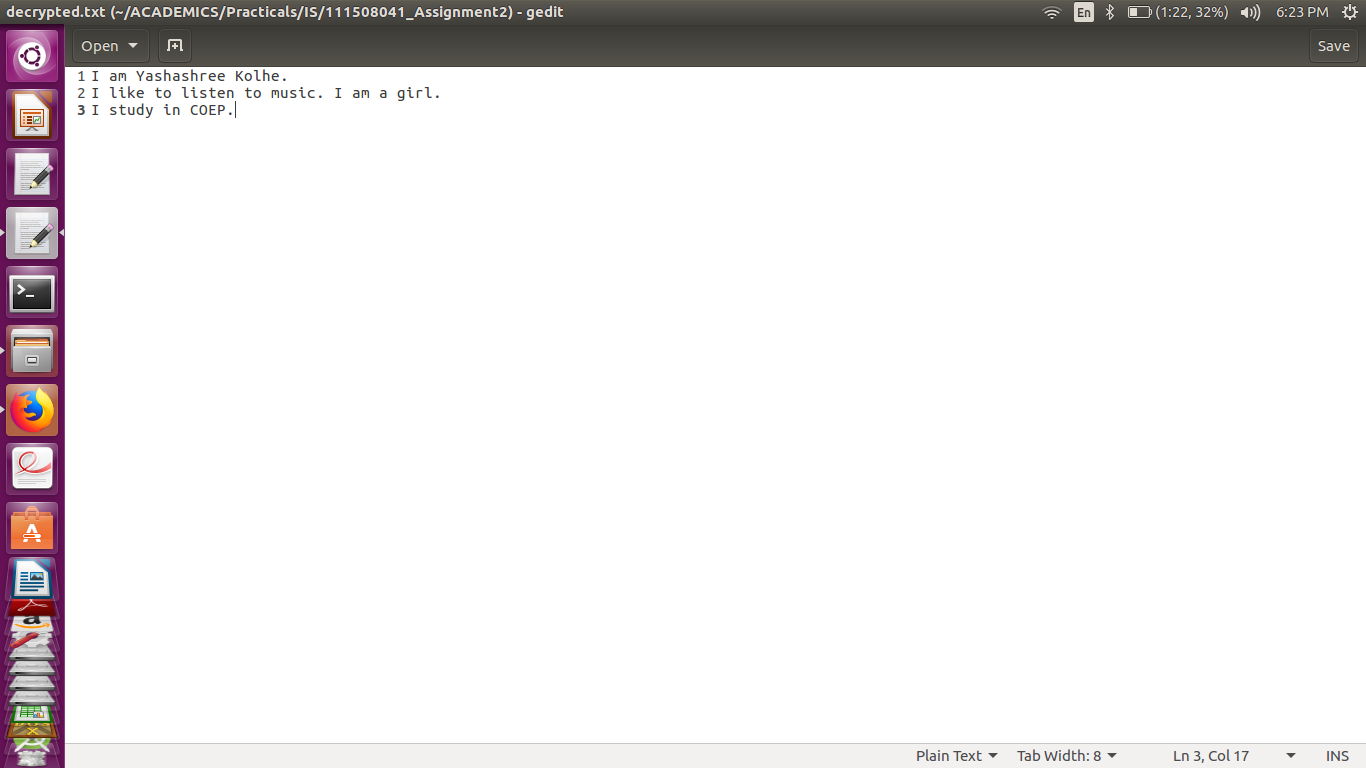 decrypted.txt (~/ACADEMICS/Practicals/IS/111508041_Assignment2) - gedit
En
(1:22, 32%)
6:23 PM
Open
Save
1 I am Yashashree Kolhe.
2 I like to listen to music. I am a girl.
3 I study in COEP.
Plain Text
Tab Width: 8
Ln 3, Col 17
INS